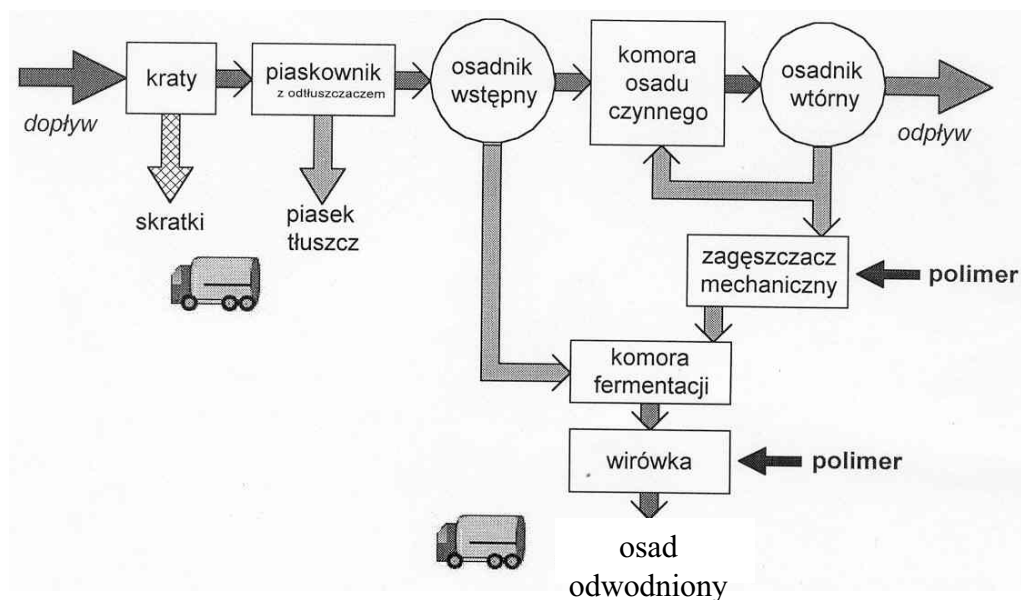 dopływ
kraty
piaskownik
z odtłuszczaczem
osadnik
wstępny
komora
osadu
czynnego
osadnik
wtórny
odpływ
skratki
piasek
tłuszcz
zagęszczacz
mechaniczny
polimer
komora
fermentacji
wirówka
polimer
osad
odwodniony